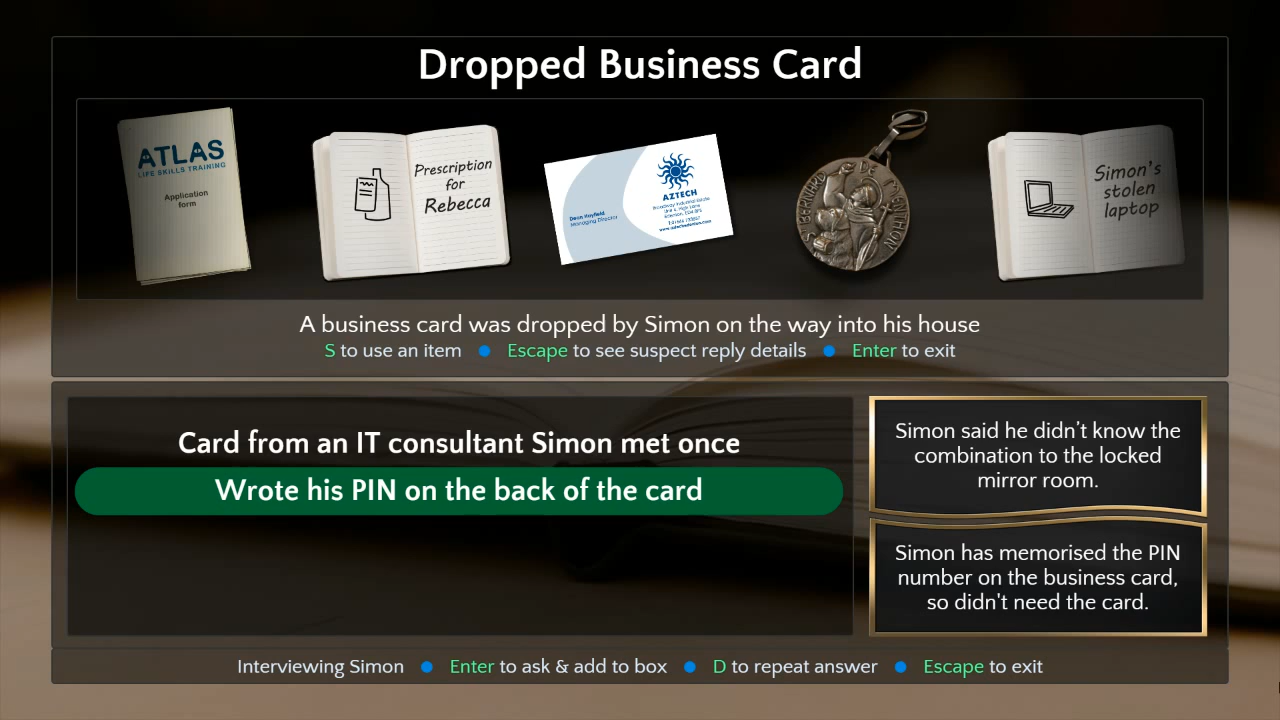 Dropped Business Card
ATLAS
LIFE SKILLS TRAINING
Application
form
Prescription
for
Rebecca
AZTECH
Dean Hayfield
Managing Director
Simon's
stolen
laptop
A business card was dropped by Simon on the way into his house
S to use an item Escape to see suspect reply details Enter to exit
Card from an IT consultant Simon met once
Wrote his PIN on the back of the card
Simon said he didn’t know the
combination to the locked
mirror room.
Simon has memorised the PIN
number on the business card,
so didn't need the card.
Interviewing Simon Enter to ask & add to box D to repeat answer Escape to exit